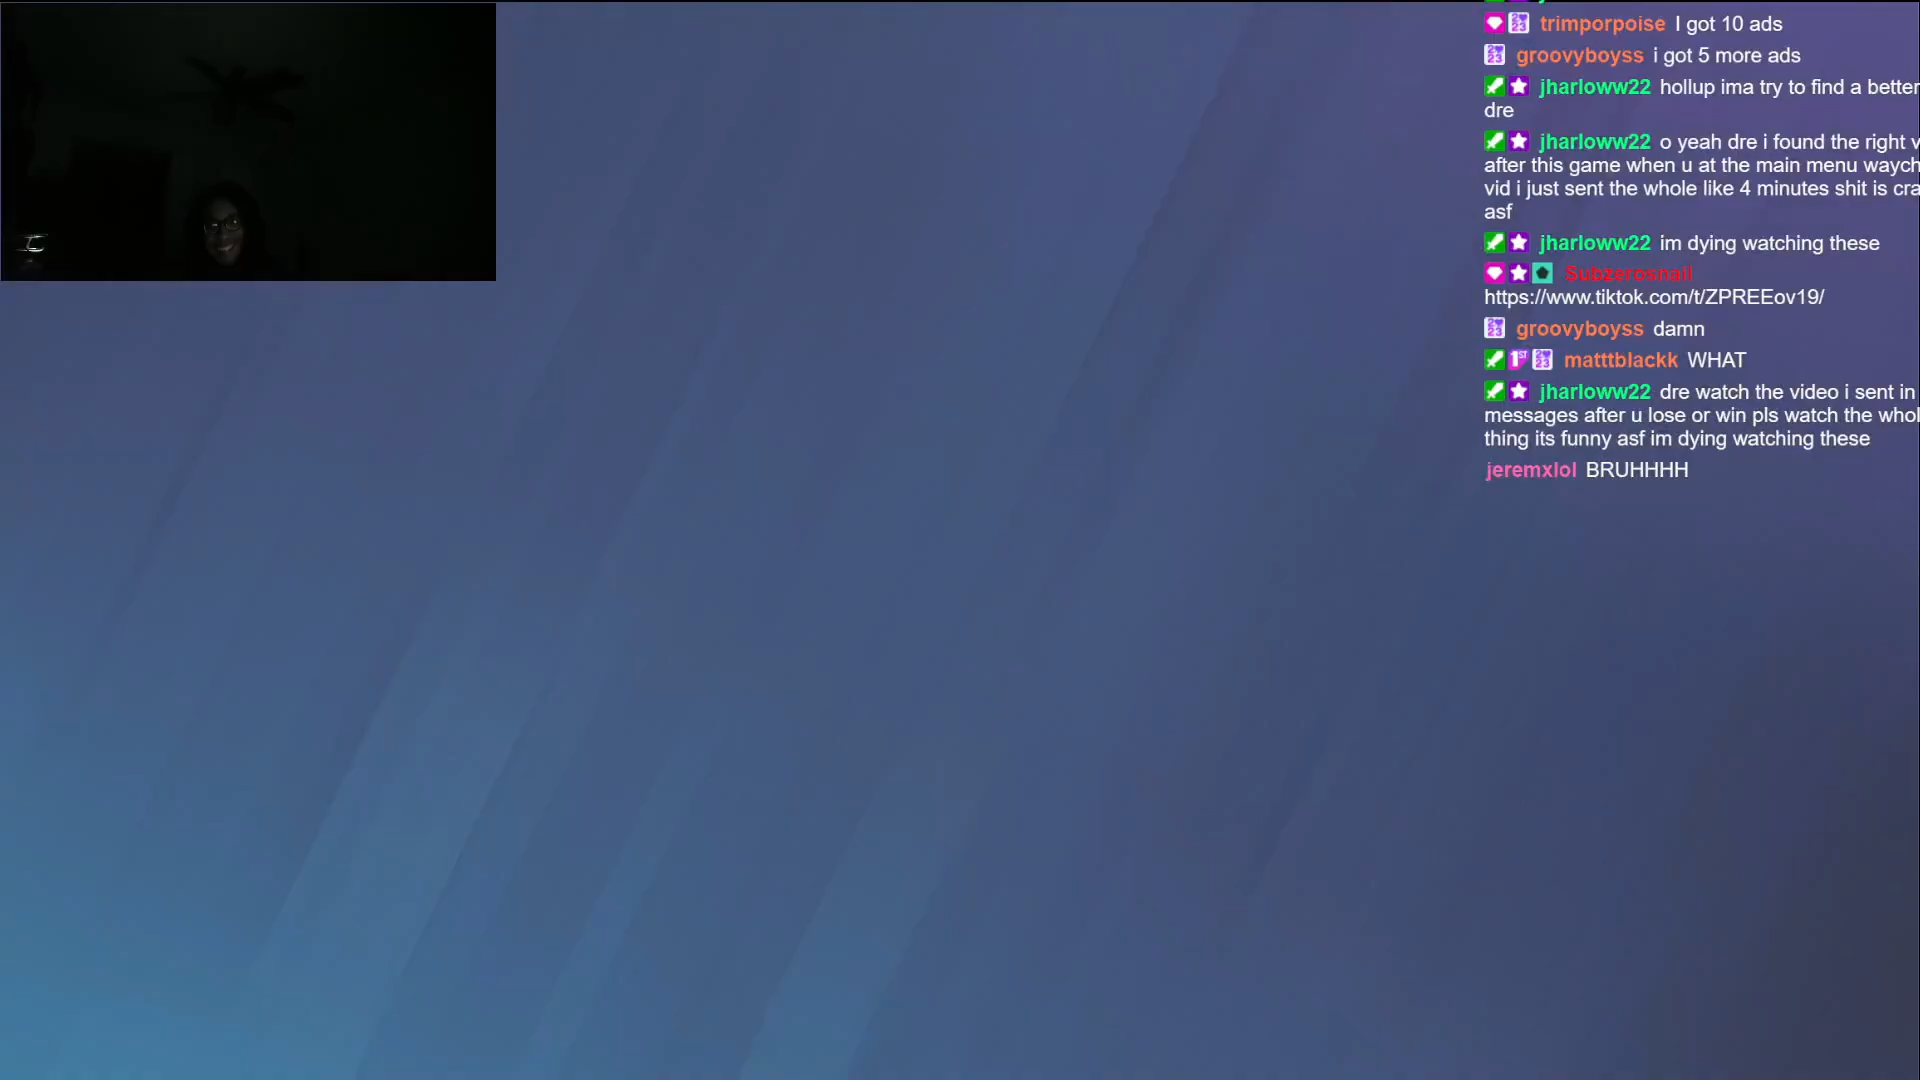 trimporpoise I got 10 ads
groovyboyss i got 5 more ads
jharloww22 hollup ima try to find a better
dre
jharloww22 o yeah dre i found the right v
after this game when u at the main menu waych
vid i just sent the whole like 4 minutes shit is cra
asf
jharloww22 im dying watching these
Subzerosnail
https://www.tiktok.com/t/ZPREEov19/
groovyboyss damn
matttblackk WHAT
jharloww22 dre watch the video i sent in
messages after u lose or win pls watch the whol
thing its funny asf im dying watching these
jeremxlol BRUHHHH